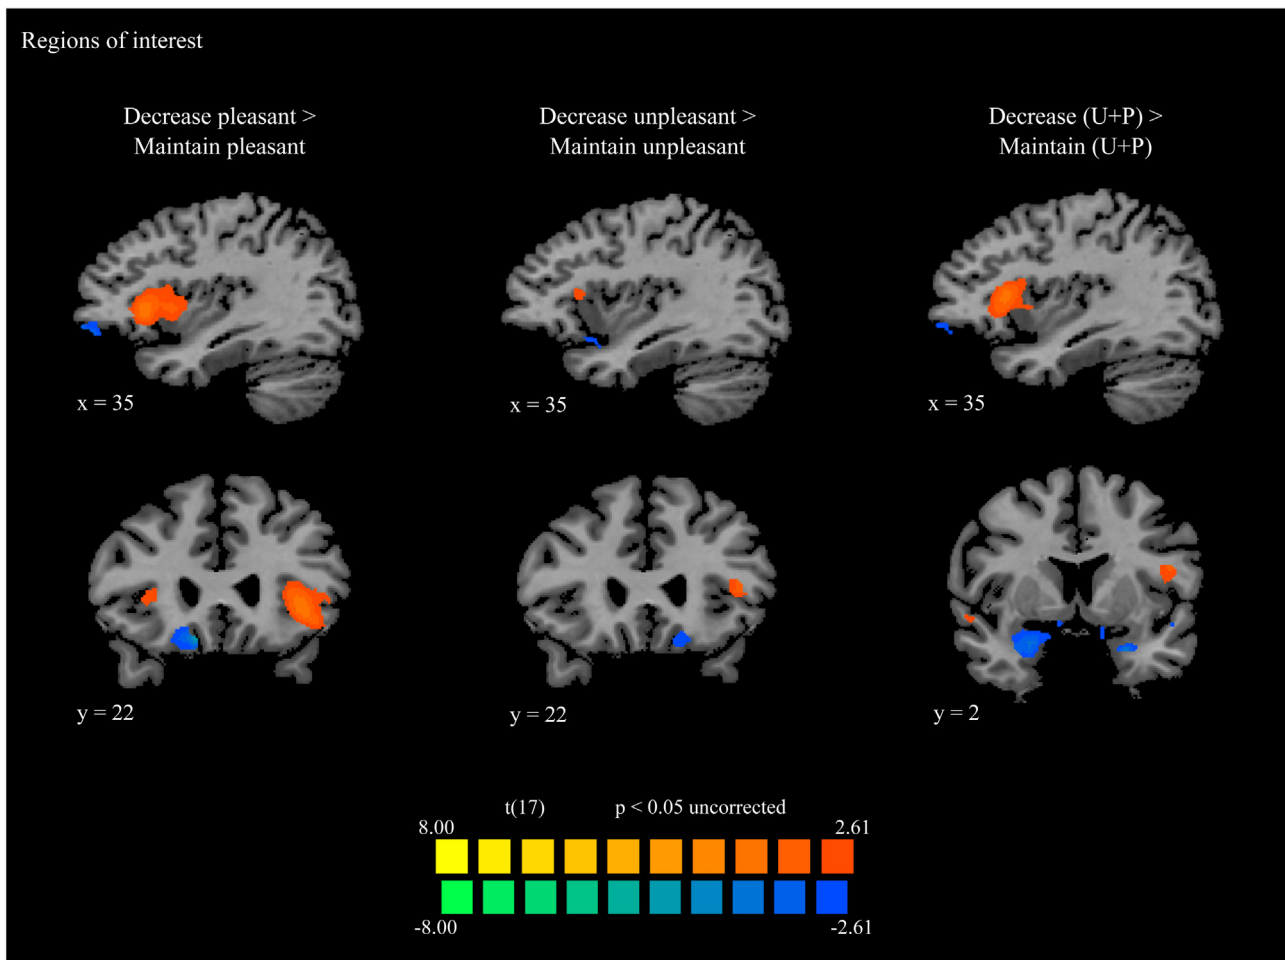 Regions of interest
Decrease pleasant >
Maintain pleasant
Decrease unpleasant >
Maintain unpleasant
Decrease (U+P) >
Maintain (U+P)
x = 35
x = 35
x = 35
y = 22
y = 22
y = 2
t(17)
p < 0.05 uncorrected
8.00
2.61
-8.00
-2.61